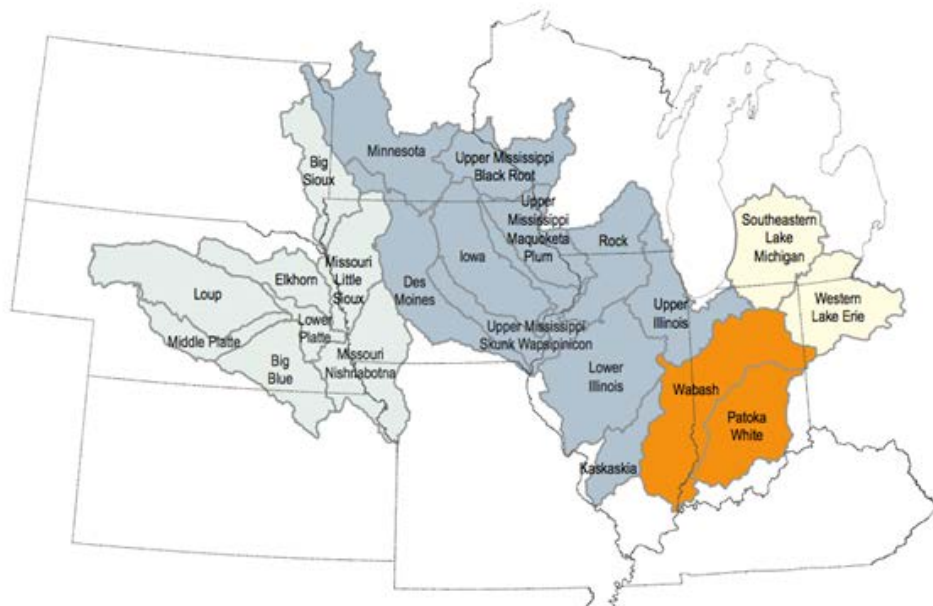 Minnesota
Upper Mississippi
Black Root
Big
Sioux
Upper
Mississippi
Maquoketa
Plum
Rock
Southeastern
Lake
Michigan
Iowa
Elkhorn
Missouri
Little
Sioux
Des
Moines
Loup
Upper
Illinois
Western
Lake Erie
Lower
Platte
Middle Platte
Upper Mississippi
Skunk Wapsipinicon
Big
Blue
Missouri
Nishnabotna
Lower
Illinois
Wabash
Patoka
White
Kaskaskia